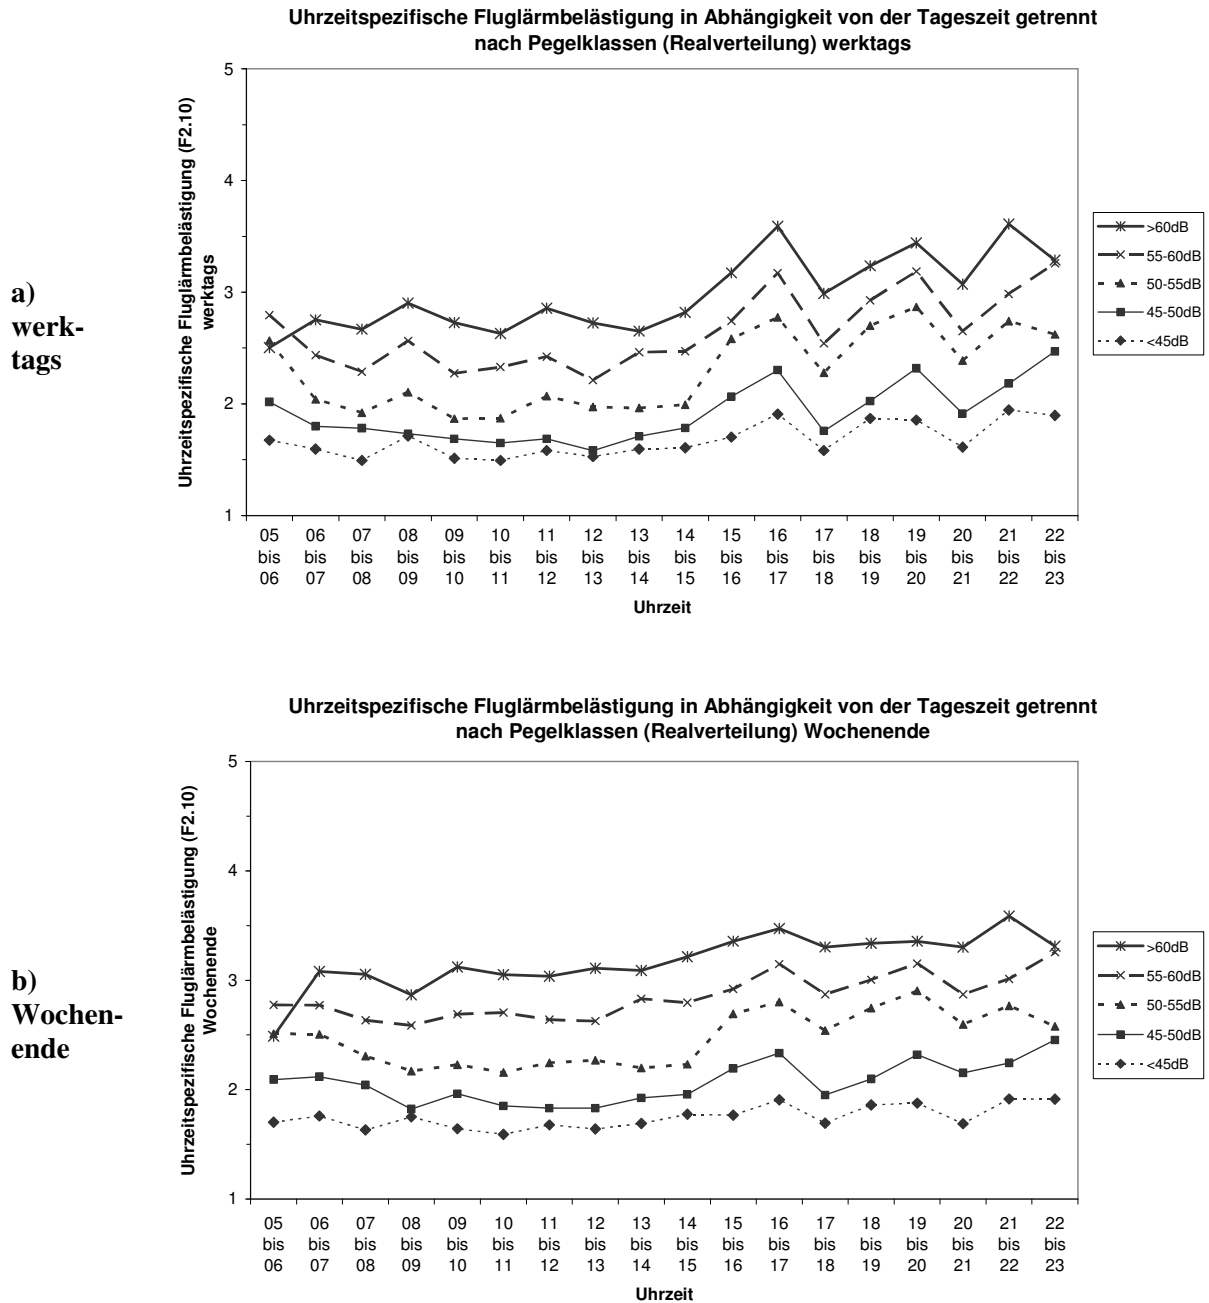 Uhrzeitspezifische Fluglärmbelästigung in Abhängigkeit von der Tageszeit getrennt
nach Pegelklassen (Realverteilung) werktags
a)
werk-
tags
Uhrzeitspezifische Fluglärmbelästigung (F2.10)
werktags
5
4
3
2
1
05 06 07 08 09 10 11 12 13 14 15 16 17 18 19 20 21 22
bis bis bis bis bis bis bis bis bis bis bis bis bis bis bis bis bis bis
06 07 08 09 10 11 12 13 14 15 16 17 18 19 20 21 22 23
Uhrzeit
>60dB
55-60dB
50-55dB
45-50dB
<45dB
Uhrzeitspezifische Fluglärmbelästigung in Abhängigkeit von der Tageszeit getrennt
nach Pegelklassen (Realverteilung) Wochenende
b)
Wochen-
ende
Uhrzeitspezifische Fluglärmbelästigung (F2.10)
Wochenende
5
4
3
2
1
05 06 07 08 09 10 11 12 13 14 15 16 17 18 19 20 21 22
bis bis bis bis bis bis bis bis bis bis bis bis bis bis bis bis bis bis
06 07 08 09 10 11 12 13 14 15 16 17 18 19 20 21 22 23
Uhrzeit
>60dB
55-60dB
50-55dB
45-50dB
<45dB